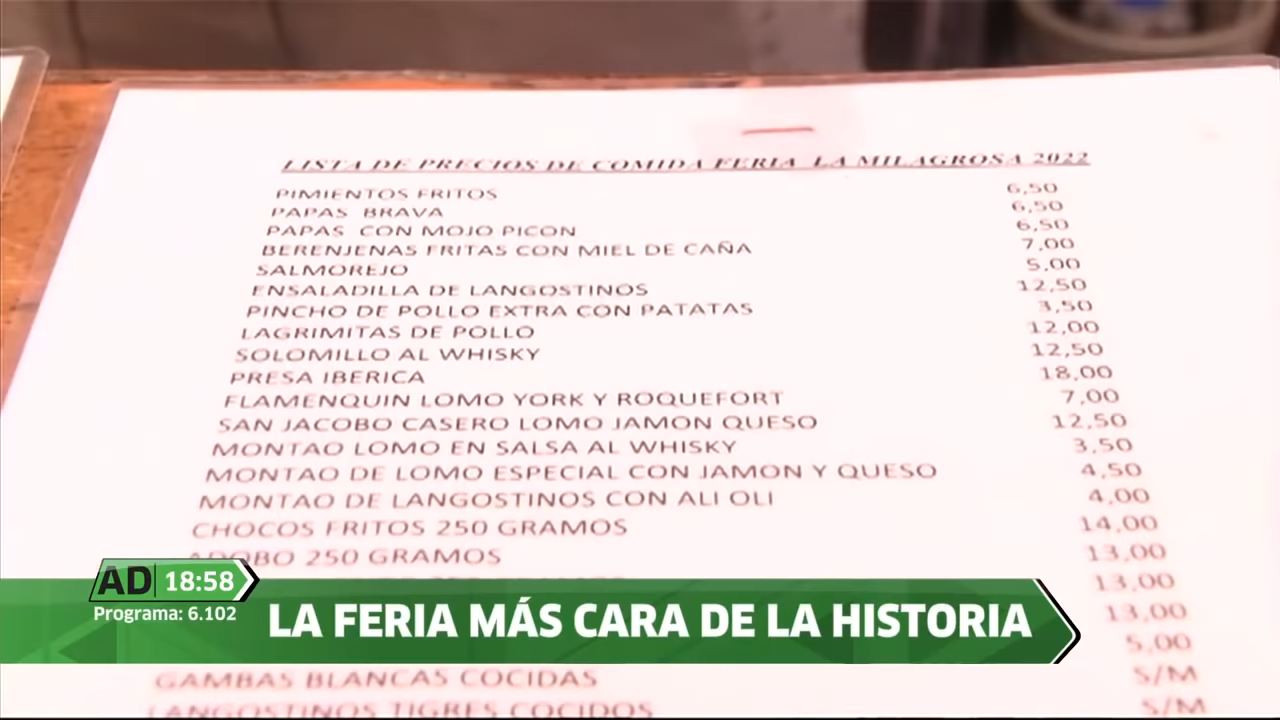 LISTA DE PRECIOS DE COMIDA FERIA LA MILAGROSA 2022
PIMIENTOS FRITOS 6,50
PAPAS BRAVA 6,50
PAPAS CON MOJO PICON 6,50
BERENJENAS FRITAS CON MIEL DE CAÑA 7,00
SALMOREJO 5,00
ENSALADILLA DE LANGOSTINOS 12,50
PINCHO DE POLLO EXTRA CON PATATAS 3,50
LAGRIMITAS DE POLLO 12,00
SOLOMILLO AL WHISKY 12,50
PRESA IBERICA 18,00
FLAMENQUIN LOMO YORK Y ROQUEFORT 7,00
SAN JACOBO CASERO LOMO JAMON QUESO 12,50
MONTAO LOMO EN SALSA AL WHISKY 3,50
MONTAO DE LOMO ESPECIAL CON JAMON Y QUESO 4,50
MONTAO DE LANGOSTINOS CON ALI OLI 4,00
CHOCOS FRITOS 250 GRAMOS 14,00
ADOBO 250 GRAMOS 13,00
13,00
13,00
5,00
GAMBAS BLANCAS COCIDAS S/M
LANGOSTINOS TIGRES COCIDOS S/M
AD 18:58
Programa: 6.102
LA FERIA MÁS CARA DE LA HISTORIA